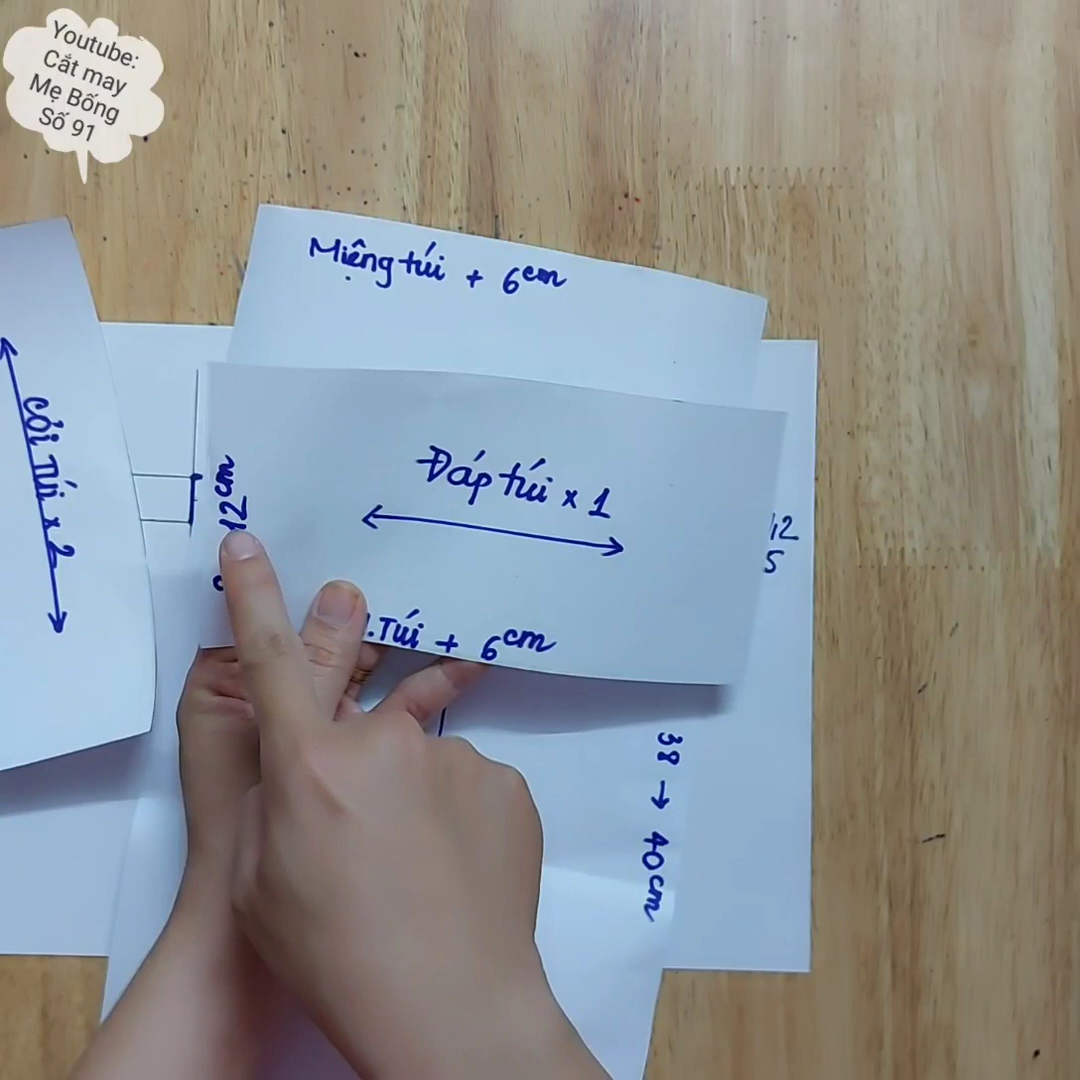 Youtube:
Cắt may
Mẹ Bống
Số 91
Miệng túi + 6cm
cơi Túi x 2
12cm
Đáp túi x 1
12
5
.Túi + 6cm
38 → 40cm